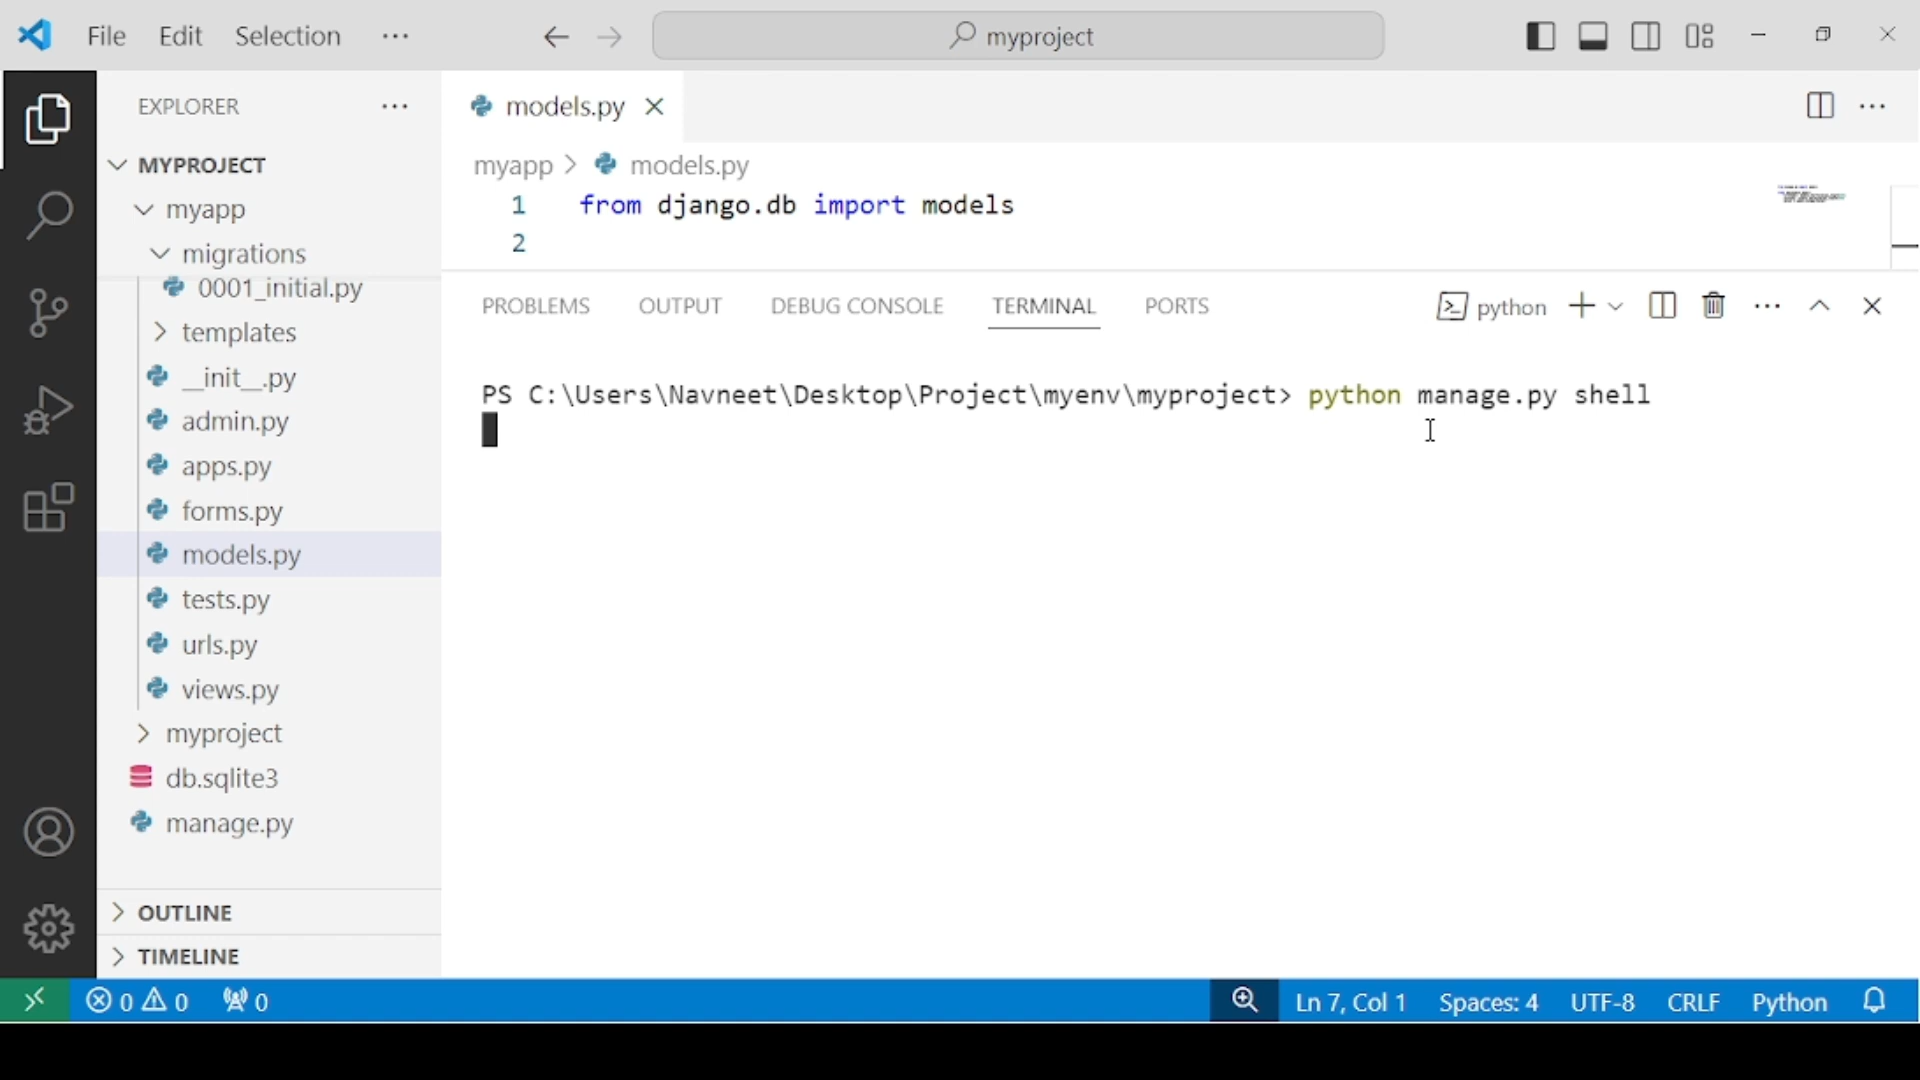 File Edit Selection ··· myproject
EXPLORER ···
MYPROJECT
myapp
migrations
0001_initial.py
templates
__init__.py
admin.py
apps.py
forms.py
models.py
tests.py
urls.py
views.py
myproject
db.sqlite3
manage.py
OUTLINE
TIMELINE
models.py
myapp > models.py
1 from django.db import models
2
PROBLEMS OUTPUT DEBUG CONSOLE TERMINAL PORTS python
PS C:\Users\Navneet\Desktop\Project\myenv\myproject> python manage.py shell
0 0 0 Ln 7, Col 1 Spaces: 4 UTF-8 CRLF Python